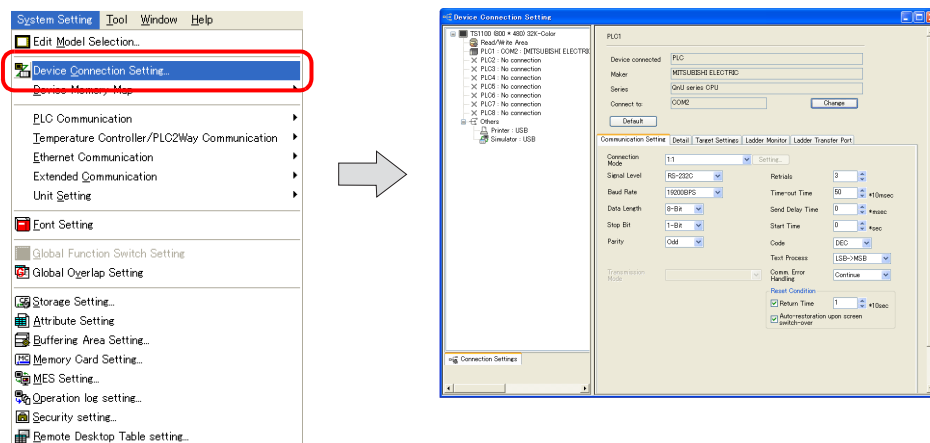 System Setting Tool Window Help
Edit Model Selection...
Device Connection Setting...
Device Memory Map
PLC Communication
Temperature Controller/PLC2Way Communication
Ethernet Communication
Extended Communication
Unit Setting
Font Setting
Global Function Switch Setting
Global Overlap Setting
Storage Setting...
Attribute Setting
Buffering Area Setting...
Memory Card Setting...
MES Setting...
Operation log setting...
Security setting...
Remote Desktop Table setting...
Device Connection Setting
TS1100 (800 * 480) 32K-Color
Read/Write Area
PLC1 : COM2 : [MITSUBISHI ELECTRI
PLC2 : No connection
PLC3 : No connection
PLC4 : No connection
PLC5 : No connection
PLC6 : No connection
PLC7 : No connection
PLC8 : No connection
Others
Printer : USB
Simulator : USB
Connection Settings
PLC1
Device connected PLC
Maker MITSUBISHI ELECTRIC
Series QnU series CPU
Connect to: COM2 Change
Default
Communication Setting Detail Target Settings Ladder Monitor Ladder Transfer Port
Connection Mode 1:1 Setting...
Signal Level RS-232C Retrials 3
Baud Rate 19200BPS Time-out Time 50 *10msec
Data Length 8-Bit Send Delay Time 0 *msec
Stop Bit 1-Bit Start Time 0 *sec
Parity Odd Code DEC
Text Process LSB->MSB
Transmission Mode Comm. Error Handling Continue
Reset Condition
Return Time 1 *10sec
Auto-restoration upon screen
switch-over